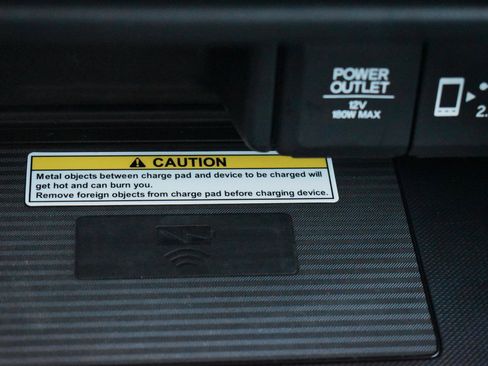 POWER
OUTLET
12V
180W MAX
2.
CAUTION
Metal objects between charge pad and device to be charged will
get hot and can burn you.
Remove foreign objects from charge pad before charging device.